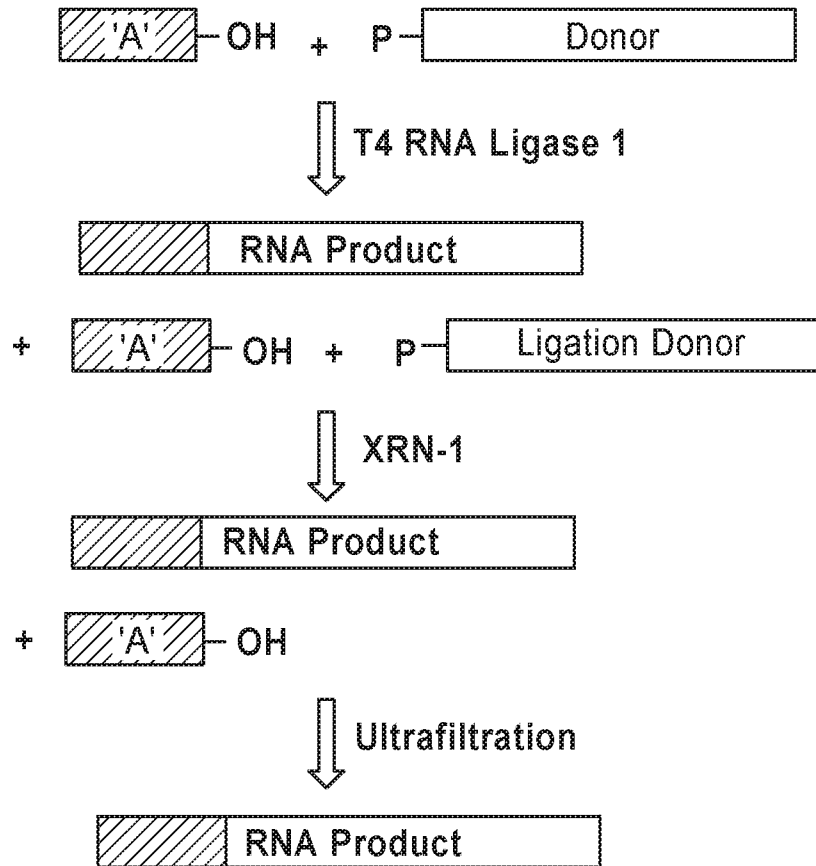 'A' OH + P Donor
T4 RNA Ligase 1
RNA Product
+ 'A' OH + P Ligation Donor
XRN-1
RNA Product
+ 'A' OH
Ultrafiltration
RNA Product